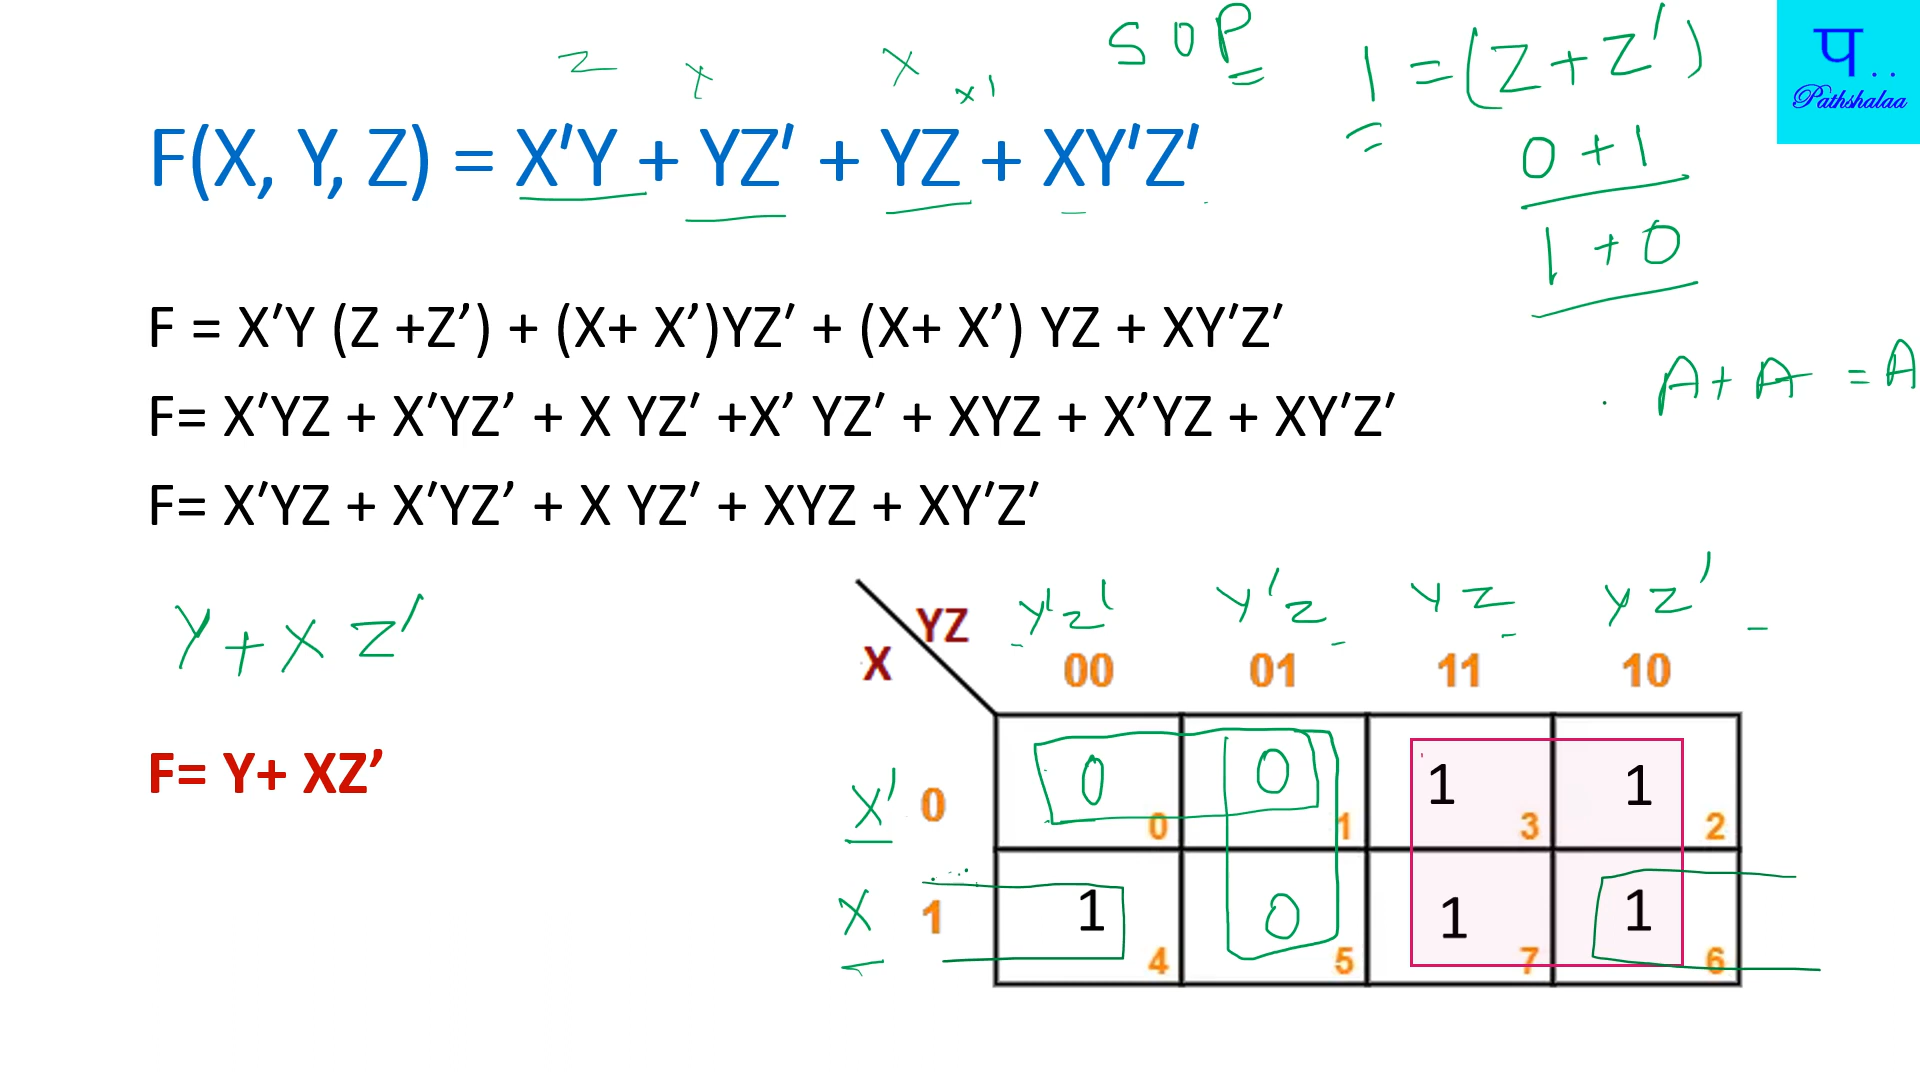 Z X X X' SOP 1 = (Z + Z')
प..
Pathshalaa
F(X, Y, Z) = X'Y + YZ' + YZ + XY'Z'
0 + 1
1 + 0
F = X'Y (Z +Z’) + (X+ X’)YZ' + (X+ X’) YZ + XY'Z'
A + A = A
F= X'YZ + X'YZ’ + X YZ' +X’ YZ' + XYZ + X’YZ + XY'Z'
F= X'YZ + X'YZ’ + X YZ' + XYZ + XY'Z'
Y + X Z'
Y'Z' Y'Z YZ YZ'
YZ
X
00 01 11 10
F= Y+ XZ’
X' 0 0 0 1 1
0 1 3 2
X 1 1 0 1 1
4 5 7 6